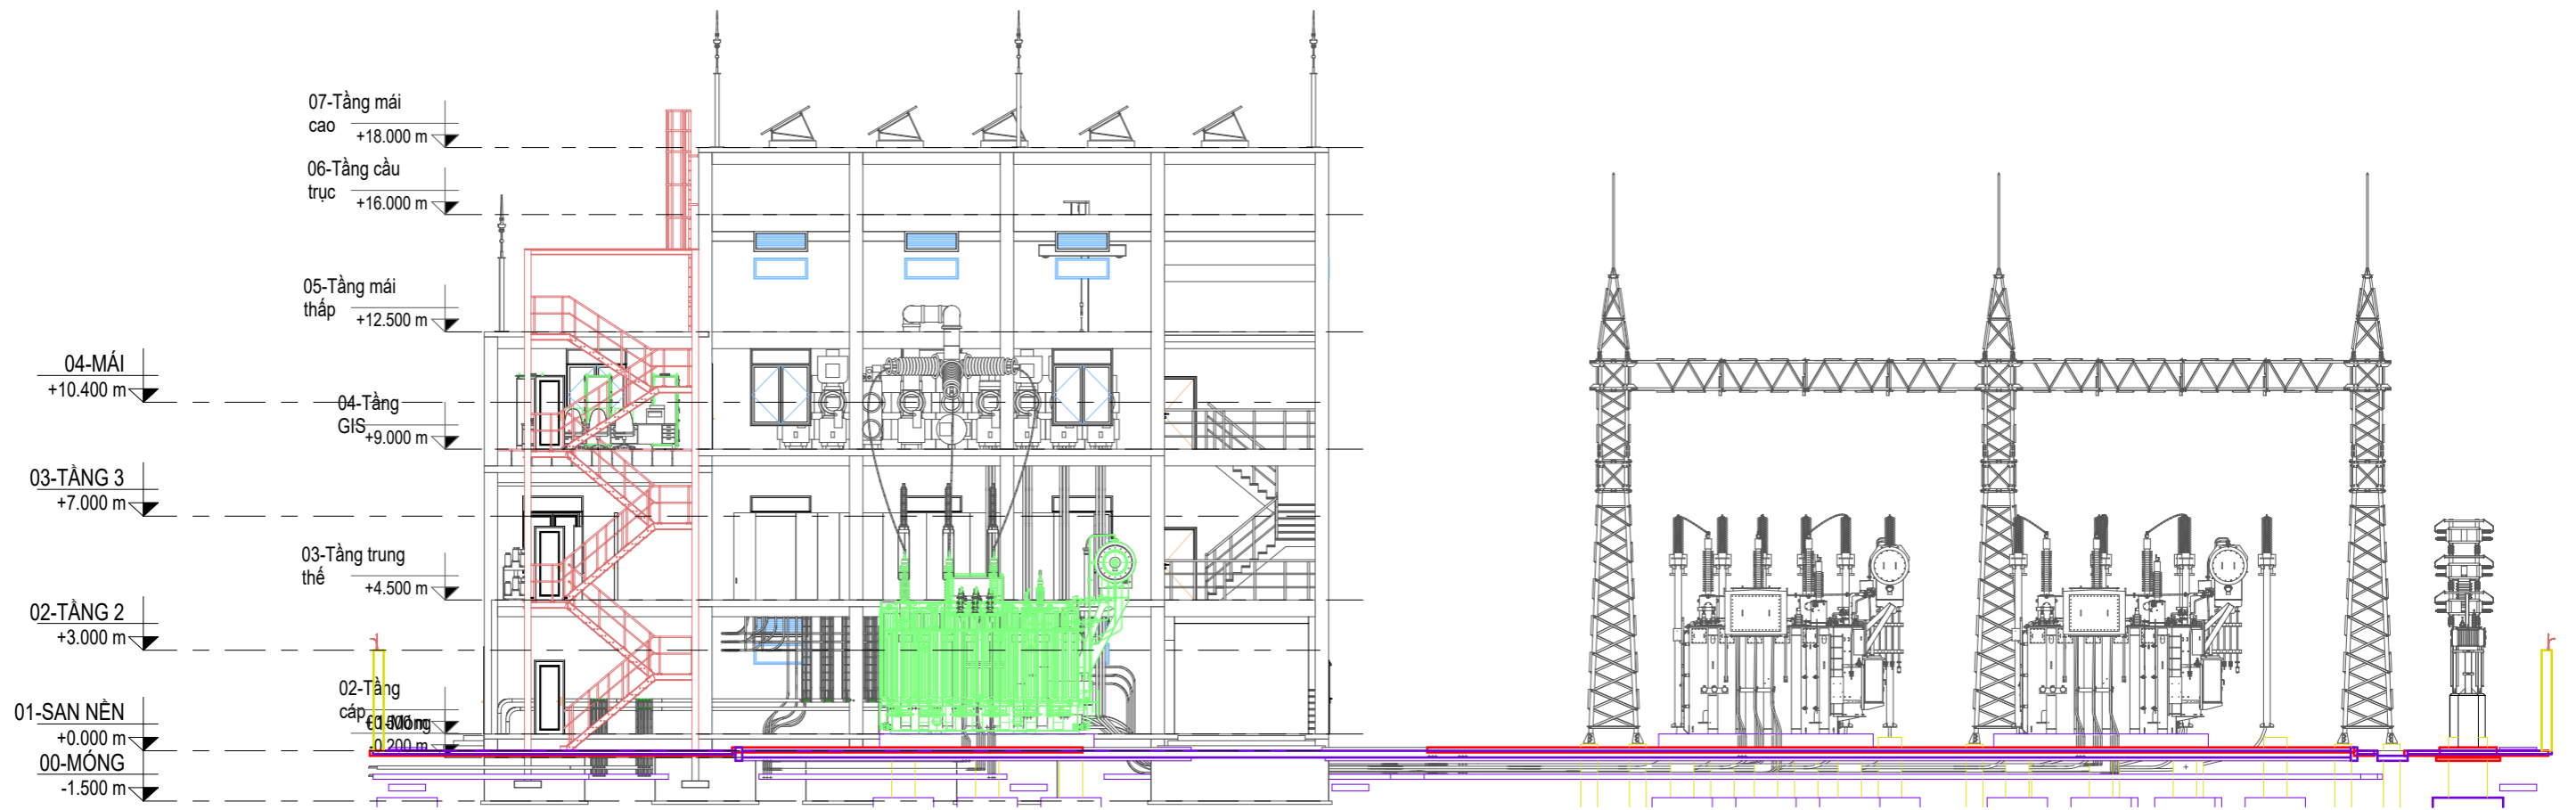 07-Tầng mái
cao
+18.000 m
06-Tầng cầu
trục
+16.000 m
05-Tầng mái
thấp
+12.500 m
04-MÁI
+10.400 m
04-Tầng
GIS
+9.000 m
03-TẦNG 3
+7.000 m
03-Tầng trung
thế
+4.500 m
02-TẦNG 2
+3.000 m
02-Tầng
cáp
01-SAN NỀN
+0.000 m
0.200 m
00-MÓNG
-1.500 m